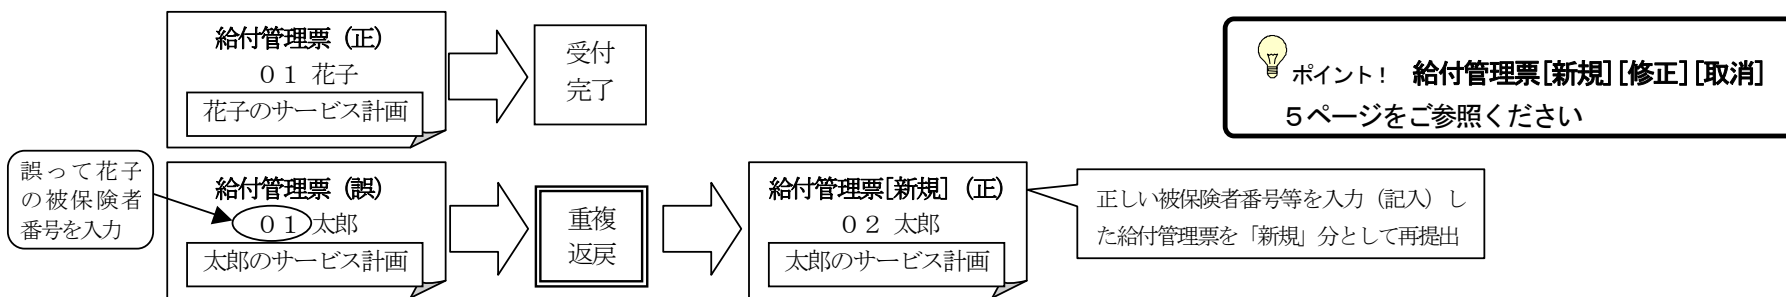 給付管理票（正）
０１ 花子
花子のサービス計画
受付
完了
ポイント！ 給付管理票[新規][修正][取消]
５ページをご参照ください
誤って花子
の被保険者
番号を入力
給付管理票（誤）
０１ 太郎
太郎のサービス計画
重複
返戻
給付管理票[新規]（正）
０２ 太郎
太郎のサービス計画
正しい被保険者番号等を入力（記入）し
た給付管理票を「新規」分として再提出